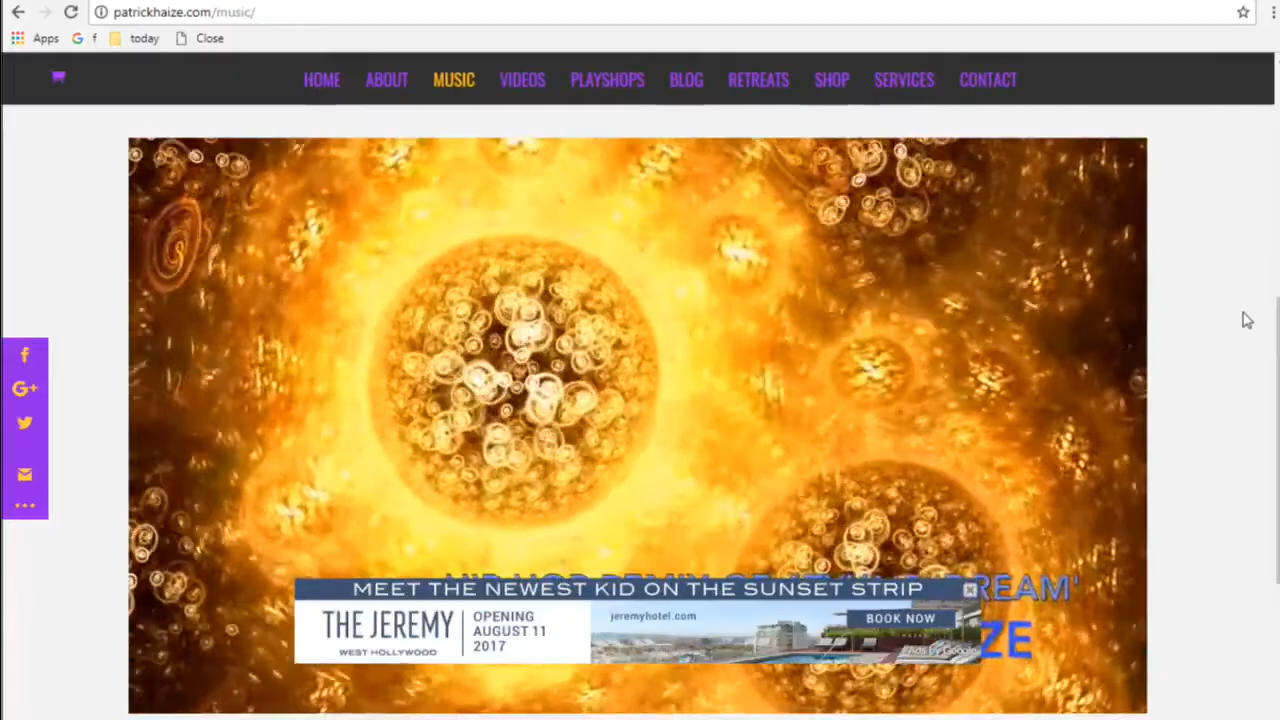 patrickhaize.com/music/
Apps f today Close
HOME ABOUT MUSIC VIDEOS PLAYSHOPS BLOG RETREATS SHOP SERVICES CONTACT
G+
MEET THE NEWEST KID ON THE SUNSET STRIP
THE JEREMY
WEST HOLLYWOOD
OPENING
AUGUST 11
2017
jeremyhotel.com
BOOK NOW
Ads by Google